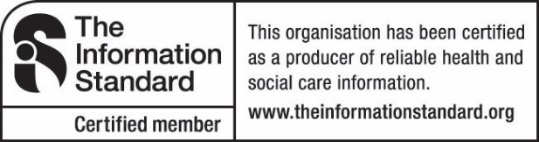 The
Information
Standard
Certified member
This organisation has been certified
as a producer of reliable health and
social care information.
www.theinformationstandard.org